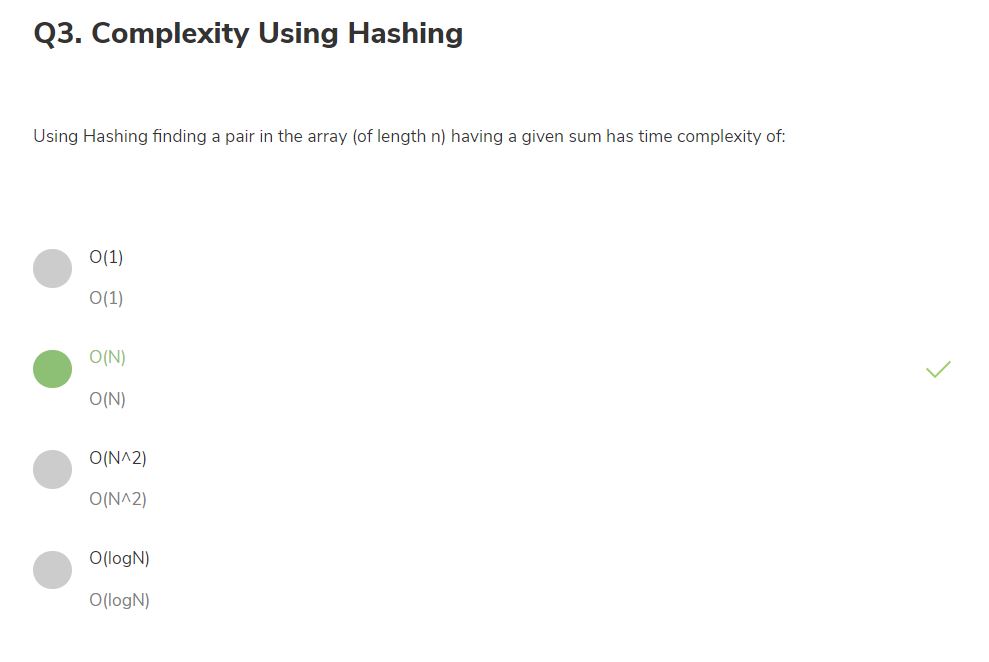 Q3. Complexity Using Hashing
Using Hashing finding a pair in the array (of length n) having a given sum has time complexity of:
O(1)
O(1)
O(N)
O(N)
O(N^2)
O(N^2)
O(logN)
O(logN)